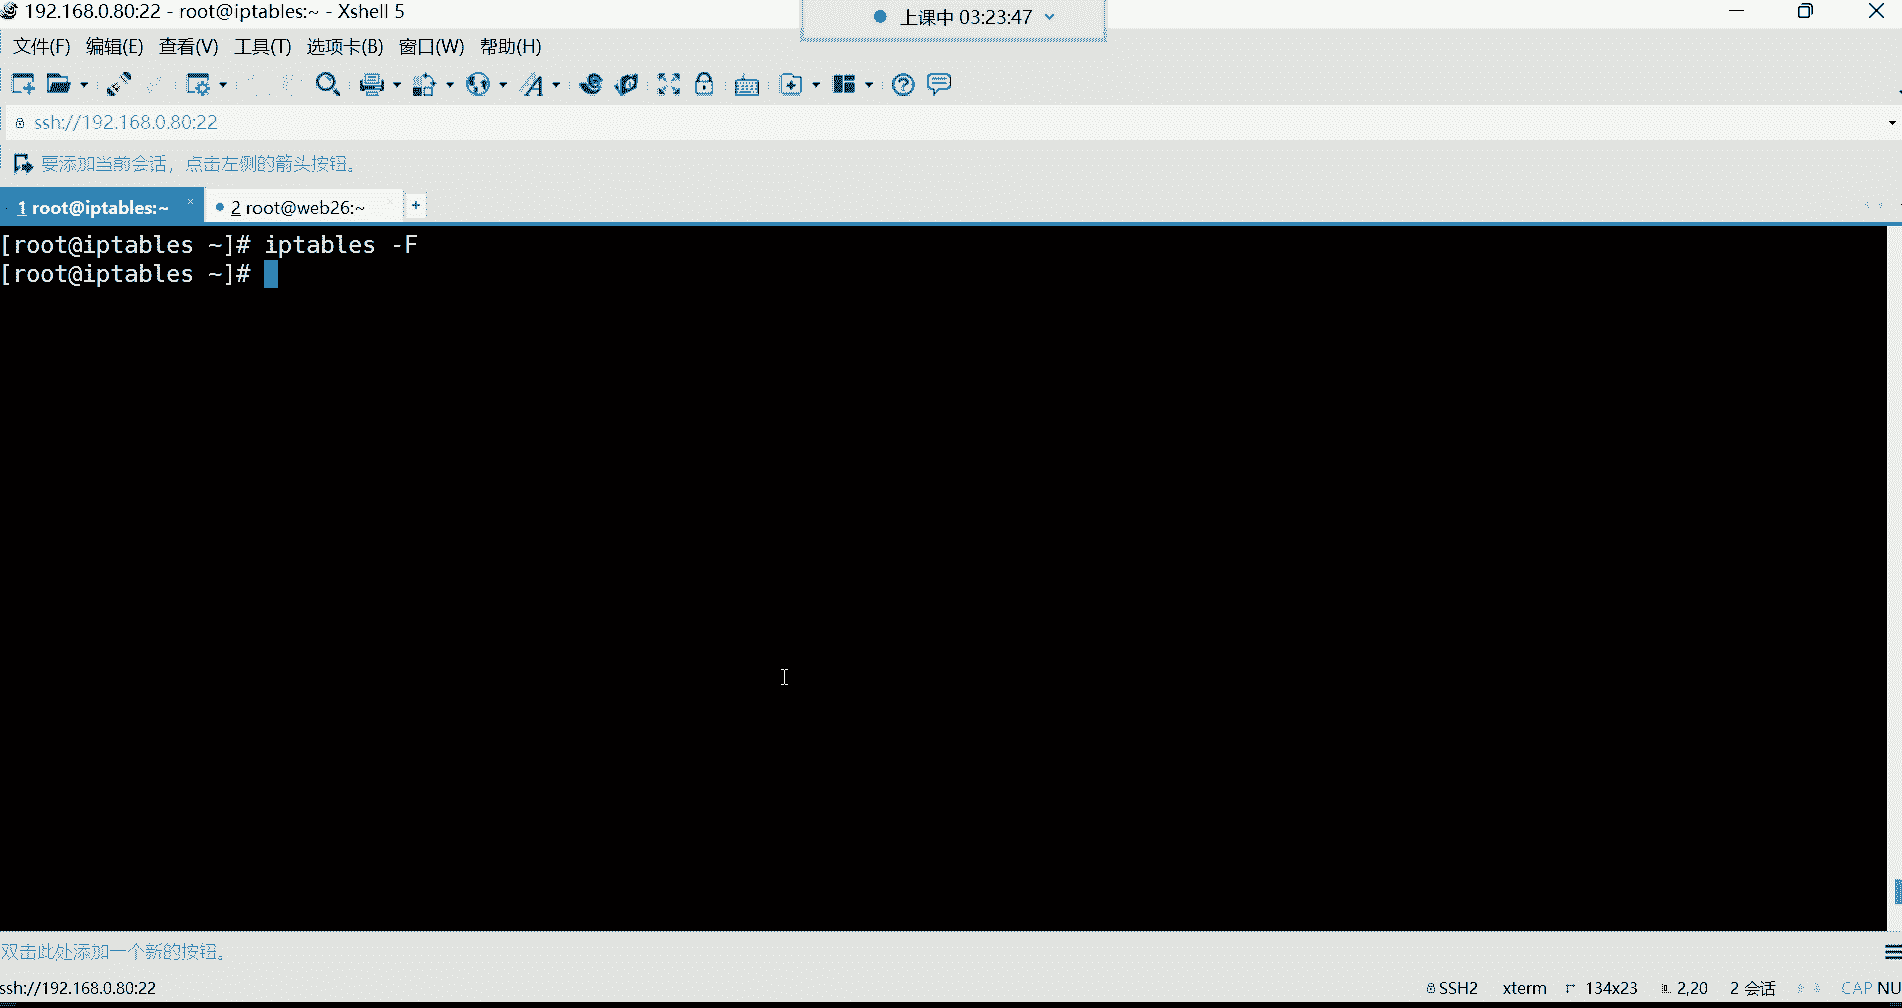 192.168.0.80:22 - root@iptables:~ - Xshell 5
上课中 03:23:47
文件(F) 编辑(E) 查看(V) 工具(T) 选项卡(B) 窗口(W) 帮助(H)
ssh://192.168.0.80:22
要添加当前会话，点击左侧的箭头按钮。
1 root@iptables:~ × 2 root@web26:~ +
[root@iptables ~]# iptables -F
[root@iptables ~]#
双击此处添加一个新的按钮。
ssh://192.168.0.80:22 SSH2 xterm 134x23 2,20 2 会话 CAP NU